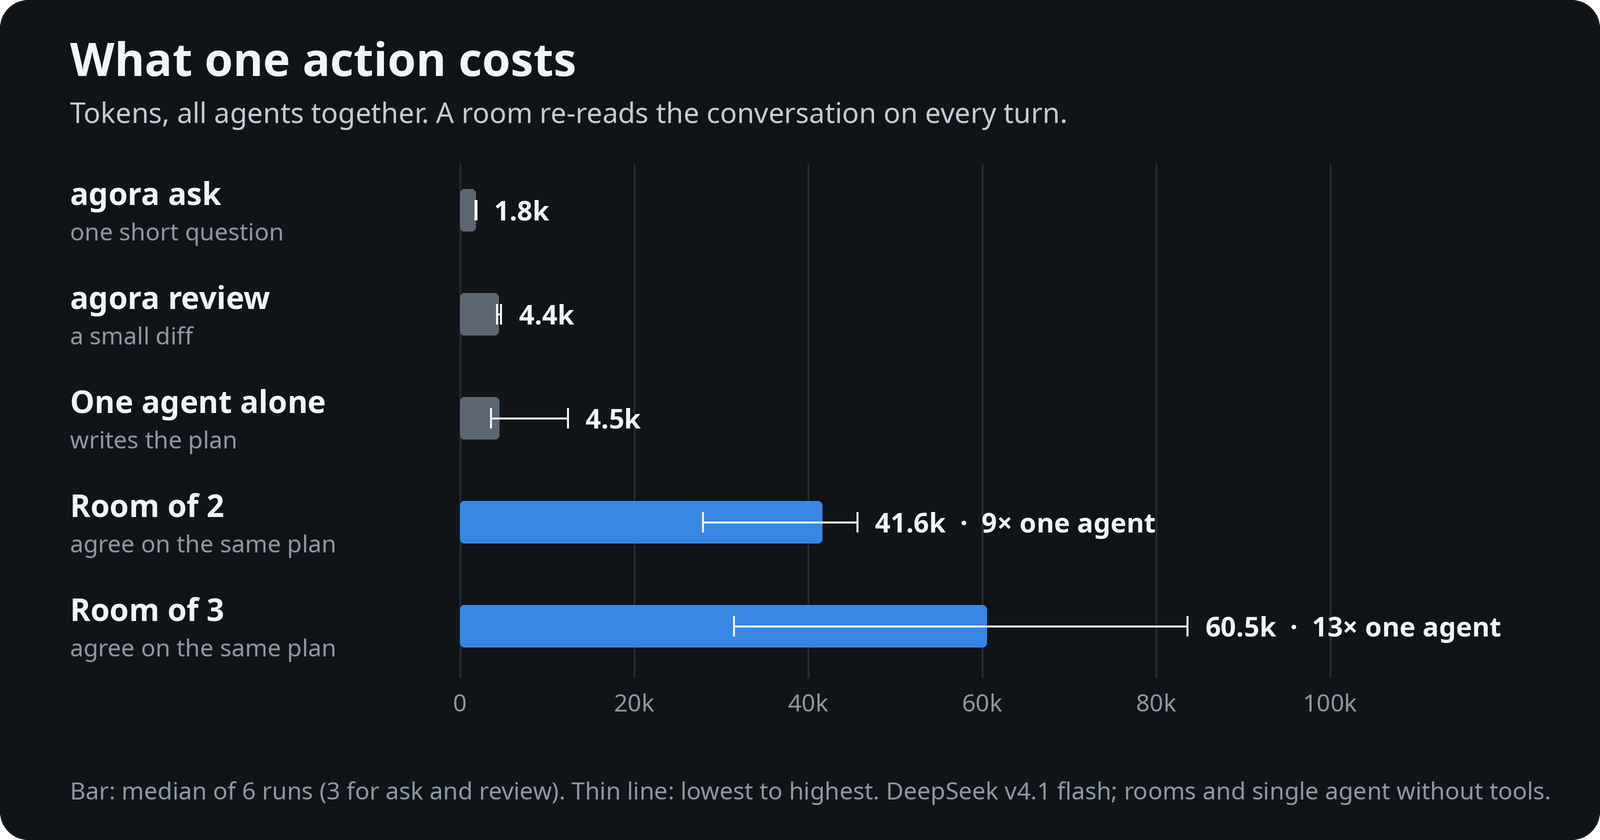 What one action costs
Tokens, all agents together. A room re-reads the conversation on every turn.
agora ask
one short question
1.8k
agora review
a small diff
4.4k
One agent alone
writes the plan
4.5k
Room of 2
agree on the same plan
41.6k · 9× one agent
Room of 3
agree on the same plan
60.5k · 13× one agent
0 20k 40k 60k 80k 100k
Bar: median of 6 runs (3 for ask and review). Thin line: lowest to highest. DeepSeek v4.1 flash; rooms and single agent without tools.